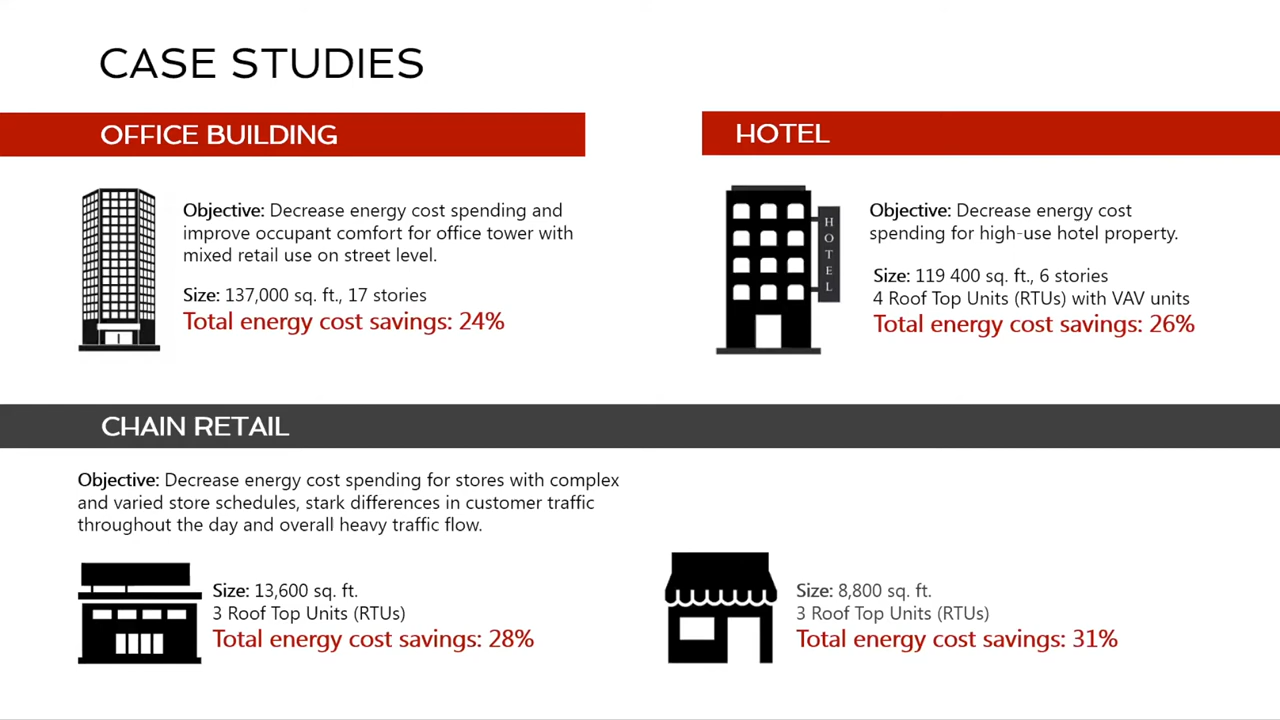 CASE STUDIES
OFFICE BUILDING
Objective: Decrease energy cost spending and
improve occupant comfort for office tower with
mixed retail use on street level.
Size: 137,000 sq. ft., 17 stories
Total energy cost savings: 24%
HOTEL
HOTEL
Objective: Decrease energy cost
spending for high-use hotel property.
Size: 119 400 sq. ft., 6 stories
4 Roof Top Units (RTUs) with VAV units
Total energy cost savings: 26%
CHAIN RETAIL
Objective: Decrease energy cost spending for stores with complex
and varied store schedules, stark differences in customer traffic
throughout the day and overall heavy traffic flow.
Size: 13,600 sq. ft.
3 Roof Top Units (RTUs)
Total energy cost savings: 28%
Size: 8,800 sq. ft.
3 Roof Top Units (RTUs)
Total energy cost savings: 31%